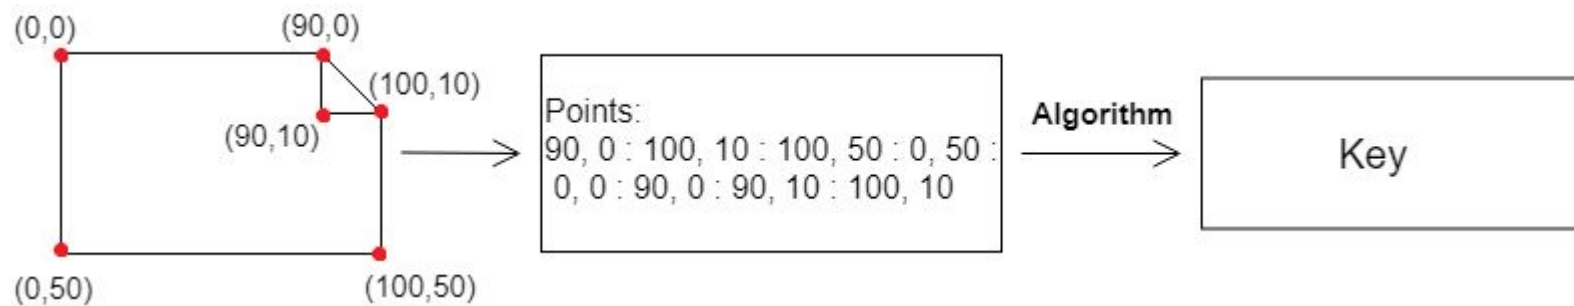 (0,0)
(90,0)
(100,10)
(90,10)
(0,50)
(100,50)
Points:
90, 0 : 100, 10 : 100, 50 : 0, 50 :
0, 0 : 90, 0 : 90, 10 : 100, 10
Algorithm
Key